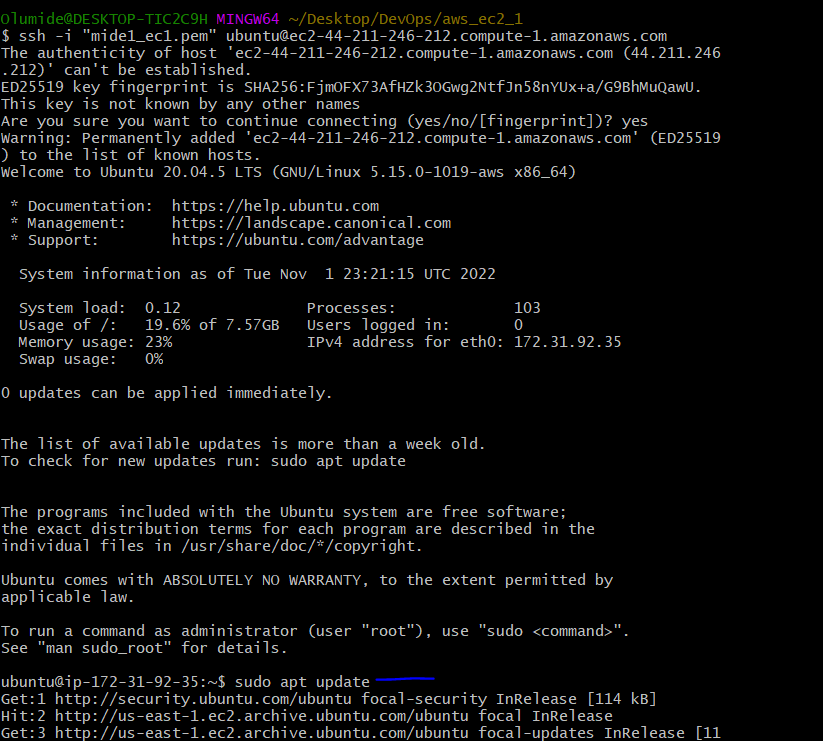 Olumide@DESKTOP-TIC2C9H MINGW64 ~/Desktop/DevOps/aws_ec2_1
$ ssh -i "mide1_ec1.pem" ubuntu@ec2-44-211-246-212.compute-1.amazonaws.com
The authenticity of host 'ec2-44-211-246-212.compute-1.amazonaws.com (44.211.246
.212)' can't be established.
ED25519 key fingerprint is SHA256:FjmOFX73AfHZk3OGwg2NtfJn58nYUx+a/G9BhMuQawU.
This key is not known by any other names
Are you sure you want to continue connecting (yes/no/[fingerprint])? yes
Warning: Permanently added 'ec2-44-211-246-212.compute-1.amazonaws.com' (ED25519
) to the list of known hosts.
Welcome to Ubuntu 20.04.5 LTS (GNU/Linux 5.15.0-1019-aws x86_64)

 * Documentation:  https://help.ubuntu.com
 * Management:     https://landscape.canonical.com
 * Support:        https://ubuntu.com/advantage

  System information as of Tue Nov  1 23:21:15 UTC 2022

  System load:  0.12              Processes:             103
  Usage of /:   19.6% of 7.57GB   Users logged in:       0
  Memory usage: 23%               IPv4 address for eth0: 172.31.92.35
  Swap usage:   0%

0 updates can be applied immediately.

The list of available updates is more than a week old.
To check for new updates run: sudo apt update

The programs included with the Ubuntu system are free software;
the exact distribution terms for each program are described in the
individual files in /usr/share/doc/*/copyright.

Ubuntu comes with ABSOLUTELY NO WARRANTY, to the extent permitted by
applicable law.

To run a command as administrator (user "root"), use "sudo <command>".
See "man sudo_root" for details.

ubuntu@ip-172-31-92-35:~$ sudo apt update
Get:1 http://security.ubuntu.com/ubuntu focal-security InRelease [114 kB]
Hit:2 http://us-east-1.ec2.archive.ubuntu.com/ubuntu focal InRelease
Get:3 http://us-east-1.ec2.archive.ubuntu.com/ubuntu focal-updates InRelease [11